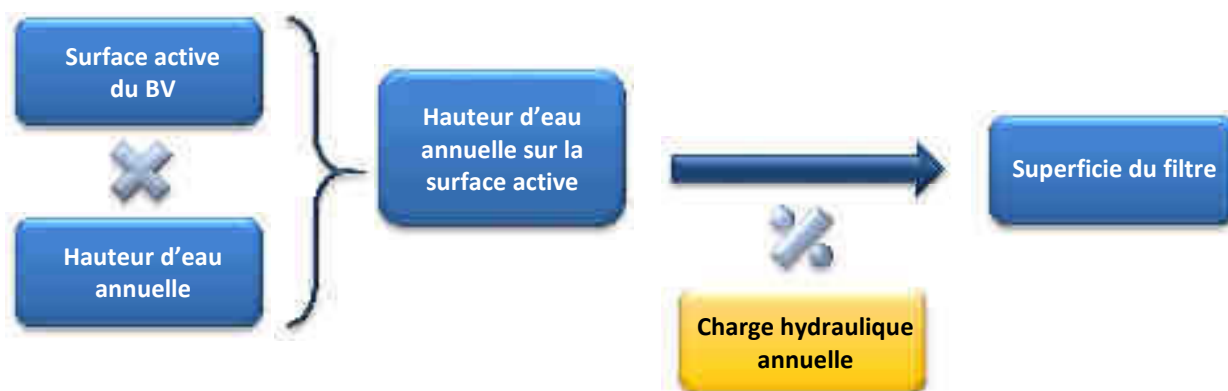 Surface active
du BV
Hauteur d’eau
annuelle
Hauteur d’eau
annuelle sur la
surface active
Superficie du filtre
Charge hydraulique
annuelle